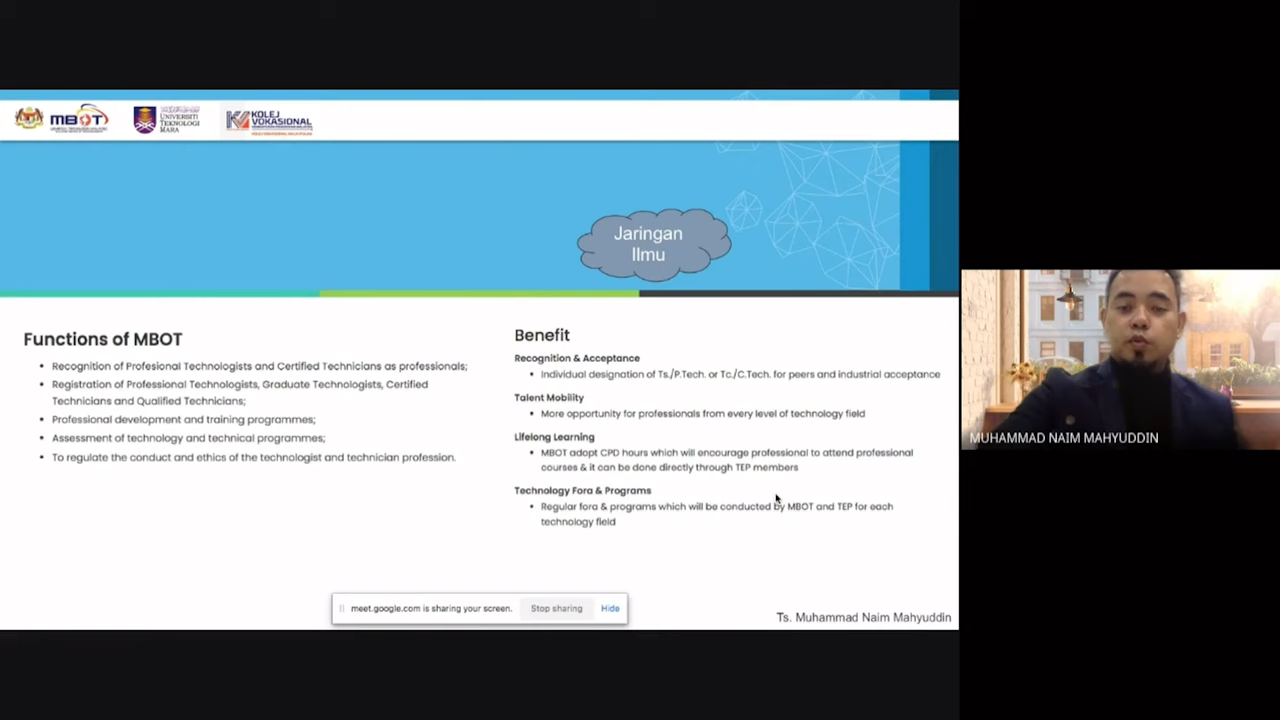 MBOT
UNIVERSITI
TEKNOLOGI
MARA
KOLEJ
VOKASIONAL
Jaringan
Ilmu
Functions of MBOT
• Recognition of Profesional Technologists and Certified Technicians as professionals;
• Registration of Professional Technologists, Graduate Technologists, Certified
Technicians and Qualified Technicians;
• Professional development and training programmes;
• Assessment of technology and technical programmes;
• To regulate the conduct and ethics of the technologist and technician profession.
Benefit
Recognition & Acceptance
• Individual designation of Ts./P.Tech. or Tc./C.Tech. for peers and industrial acceptance
Talent Mobility
• More opportunity for professionals from every level of technology field
Lifelong Learning
• MBOT adopt CPD hours which will encourage professional to attend professional
courses & it can be done directly through TEP members
Technology Fora & Programs
• Regular fora & programs which will be conducted by MBOT and TEP for each
technology field
meet.google.com is sharing your screen.
Stop sharing
Hide
Ts. Muhammad Naim Mahyuddin
MUHAMMAD NAIM MAHYUDDIN